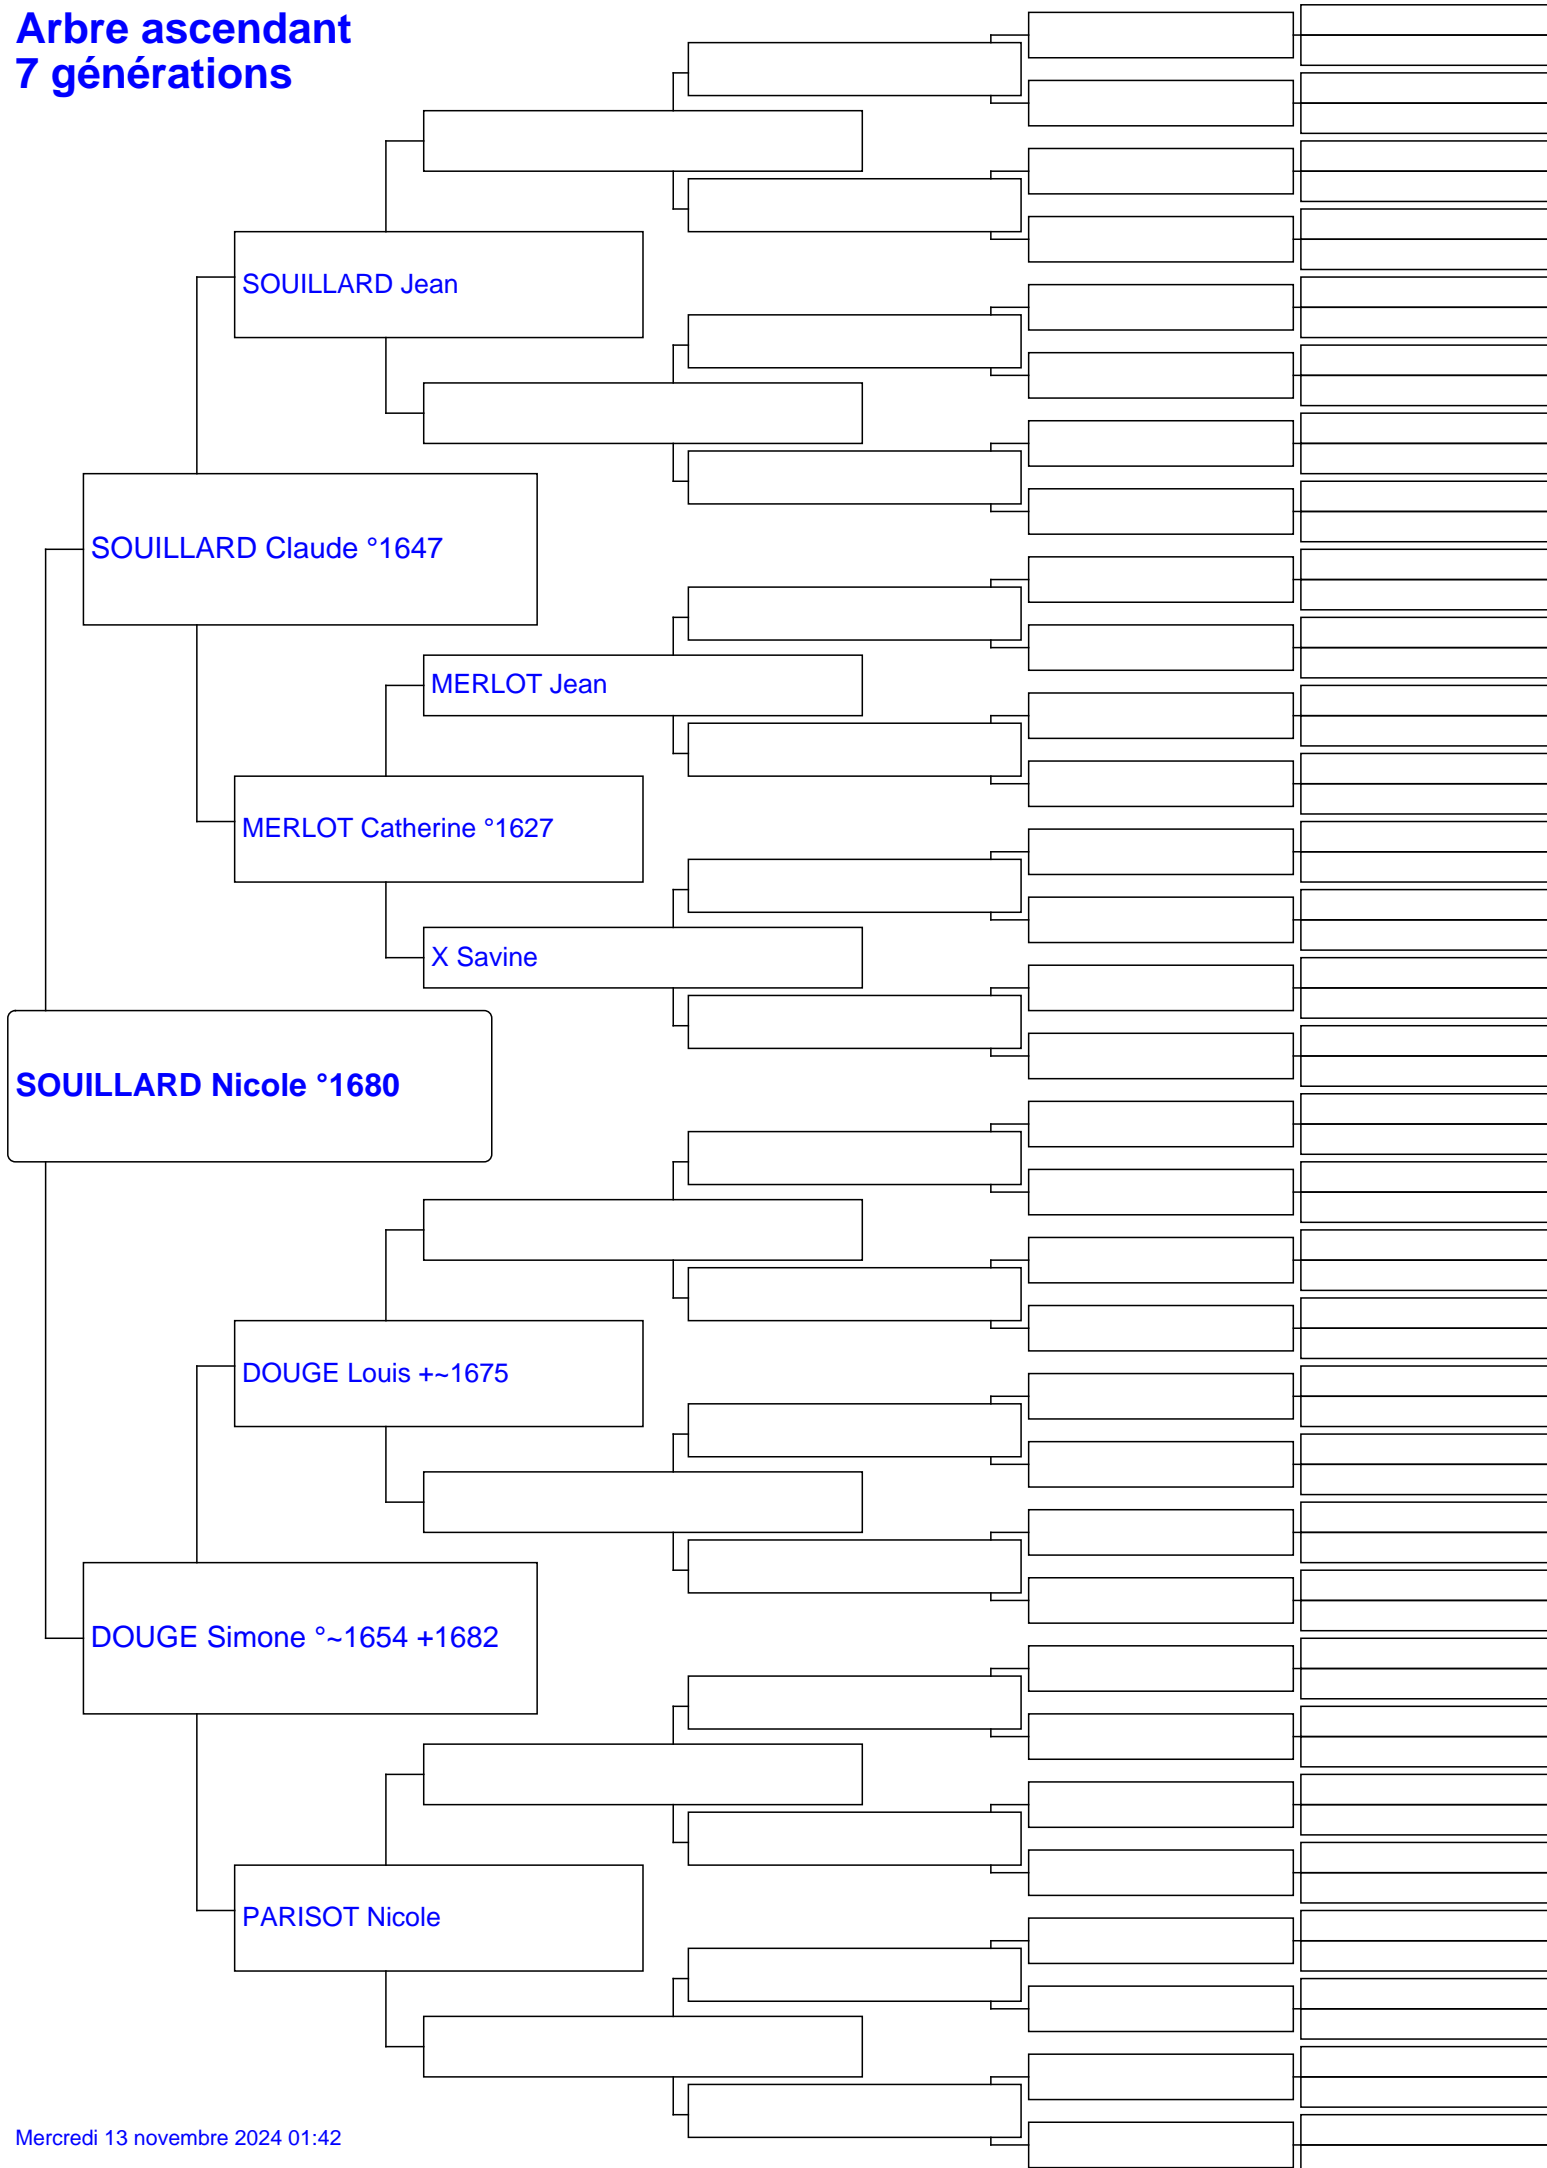 Arbre ascendant
7 générations
SOUILLARD Jean
SOUILLARD Claude °1647
MERLOT Jean
MERLOT Catherine °1627
X Savine
SOUILLARD Nicole °1680
DOUGE Louis +~1675
DOUGE Simone °~1654 +1682
PARISOT Nicole
Mercredi 13 novembre 2024 01:42